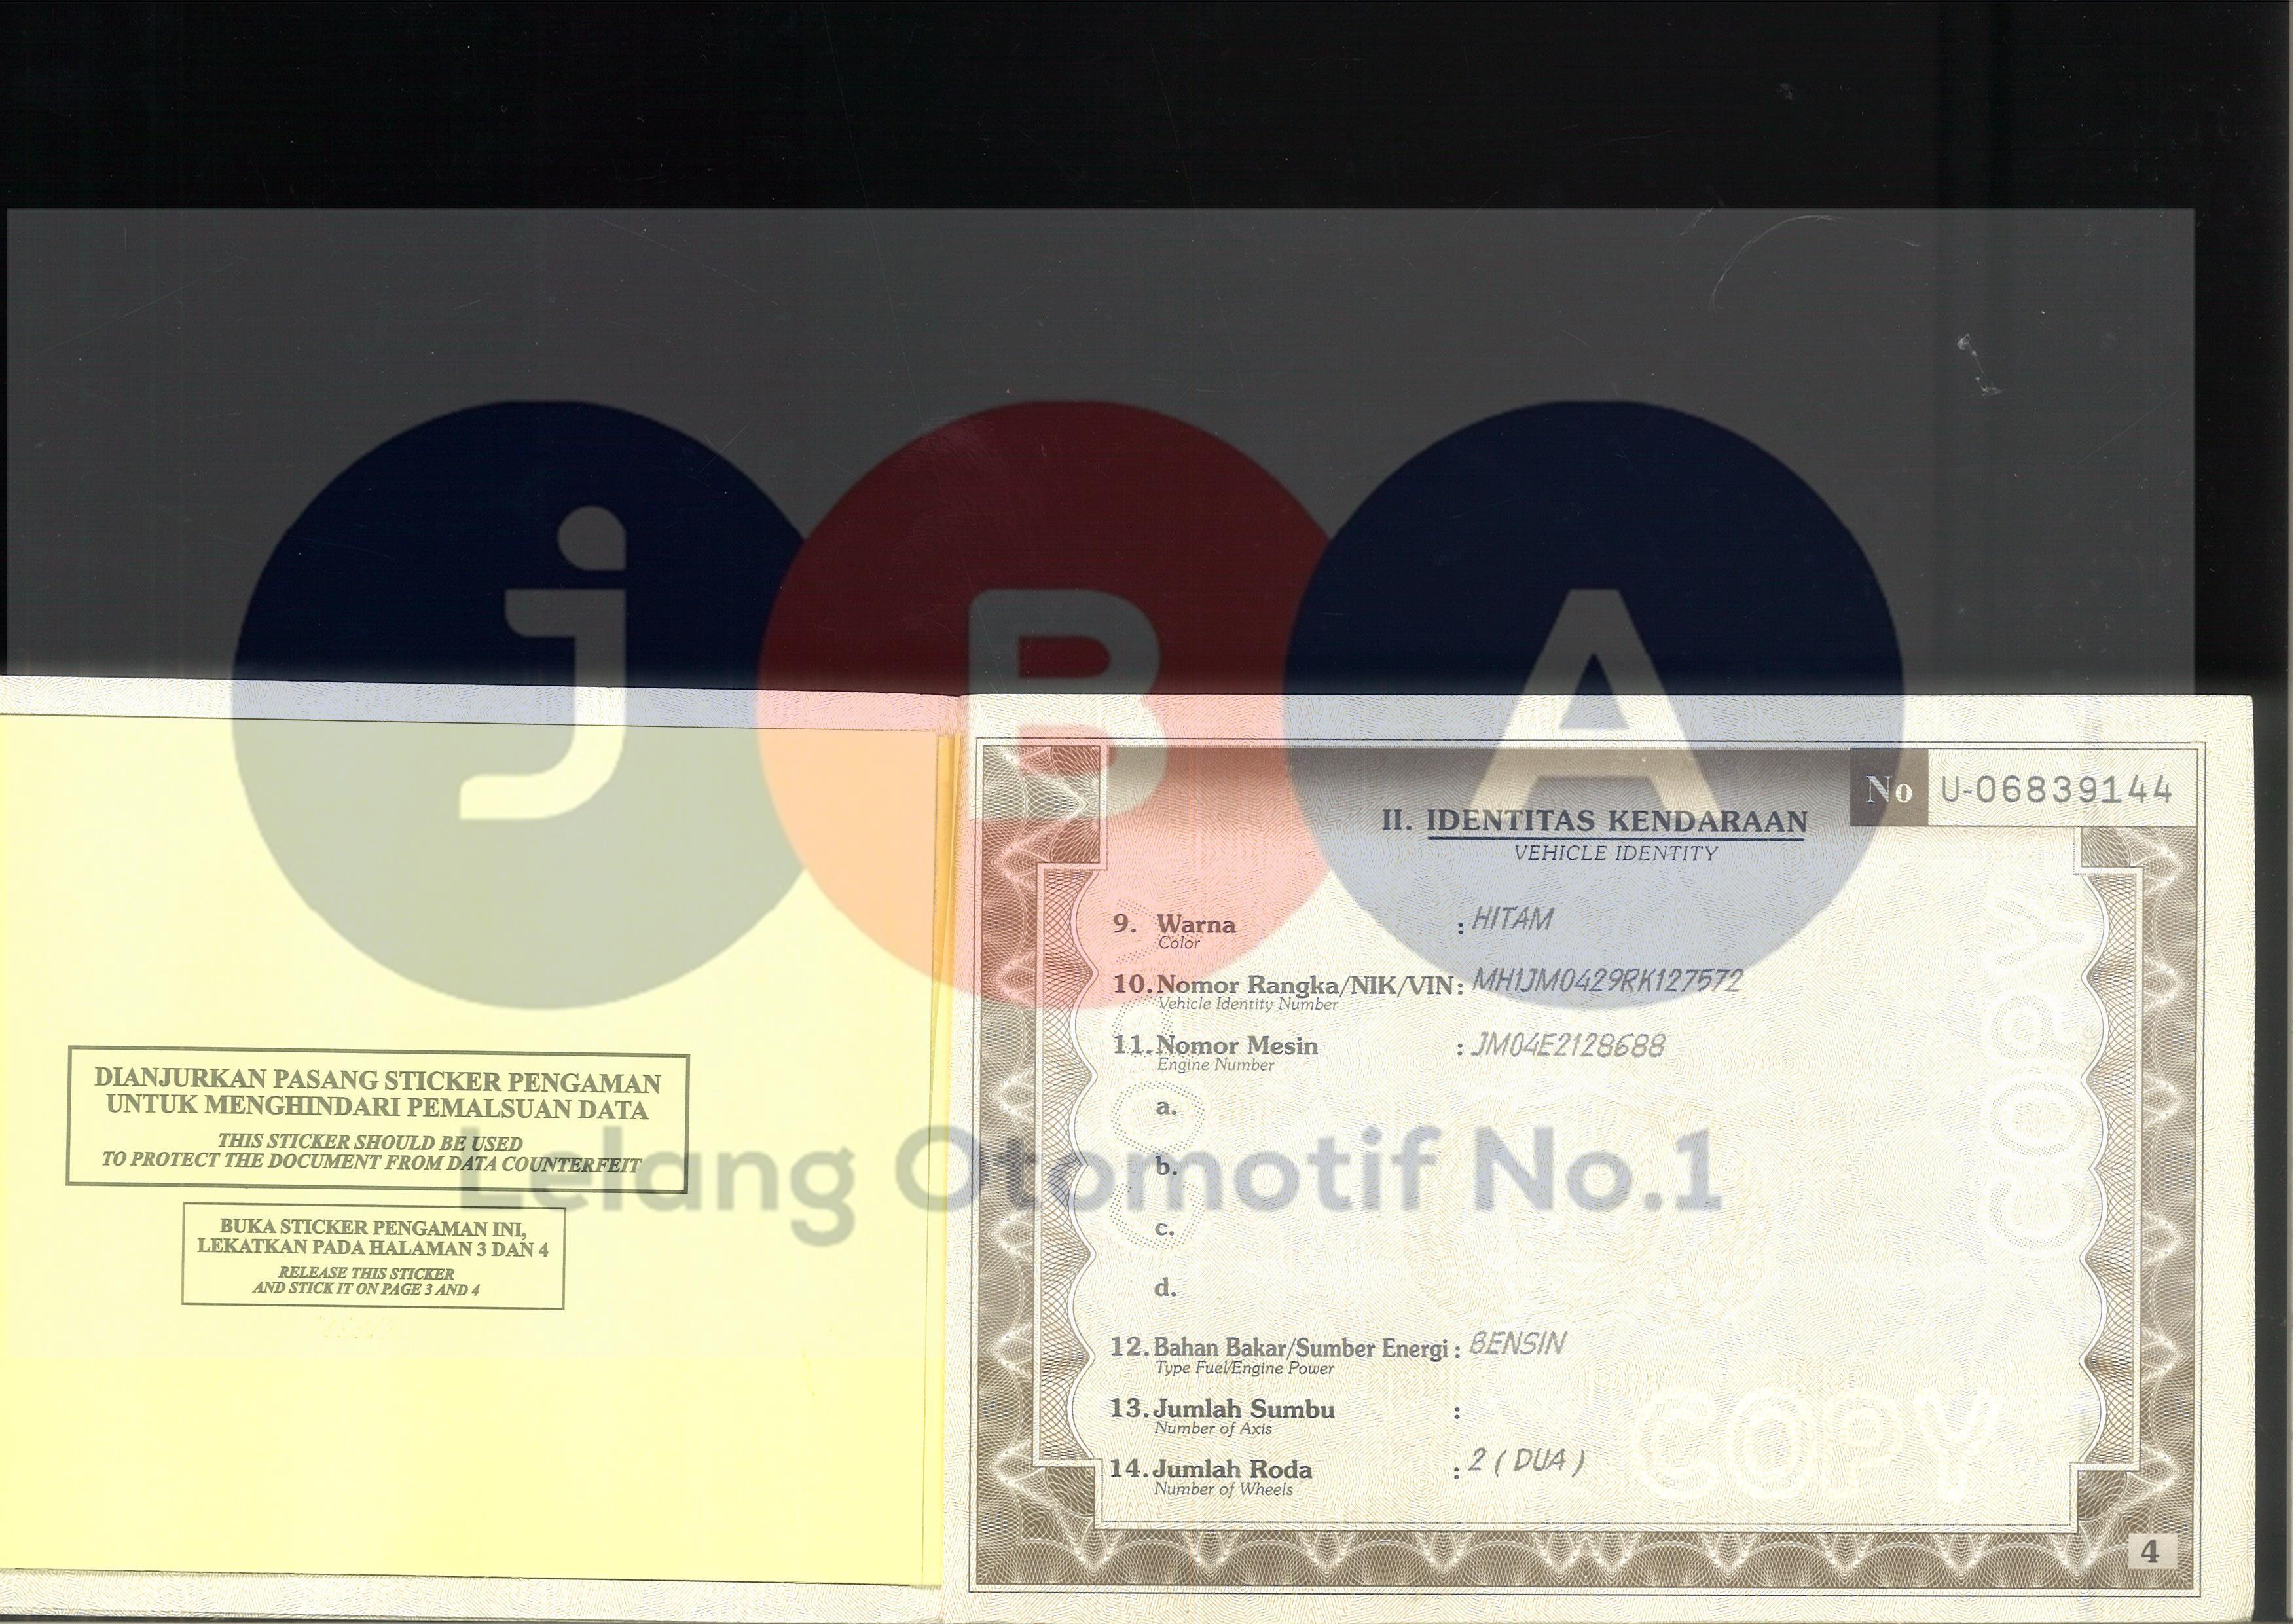 jBA
Lelang Otomotif No.1
DIANJURKAN PASANG STICKER PENGAMAN
UNTUK MENGHINDARI PEMALSUAN DATA
THIS STICKER SHOULD BE USED
TO PROTECT THE DOCUMENT FROM DATA COUNTERFEIT
BUKA STICKER PENGAMAN INI,
LEKATKAN PADA HALAMAN 3 DAN 4
RELEASE THIS STICKER
AND STICK IT ON PAGE 3 AND 4
No U-06839144
II. IDENTITAS KENDARAAN
VEHICLE IDENTITY
9. Warna : HITAM
Color
10. Nomor Rangka/NIK/VIN : MH1JM0429RK127572
Vehicle Identity Number
11. Nomor Mesin : JM04E2128688
Engine Number
a.
b.
c.
d.
12. Bahan Bakar/Sumber Energi : BENSIN
Type Fuel/Engine Power
13. Jumlah Sumbu :
Number of Axis
14. Jumlah Roda : 2 ( DUA )
Number of Wheels
COPY
COPY
4